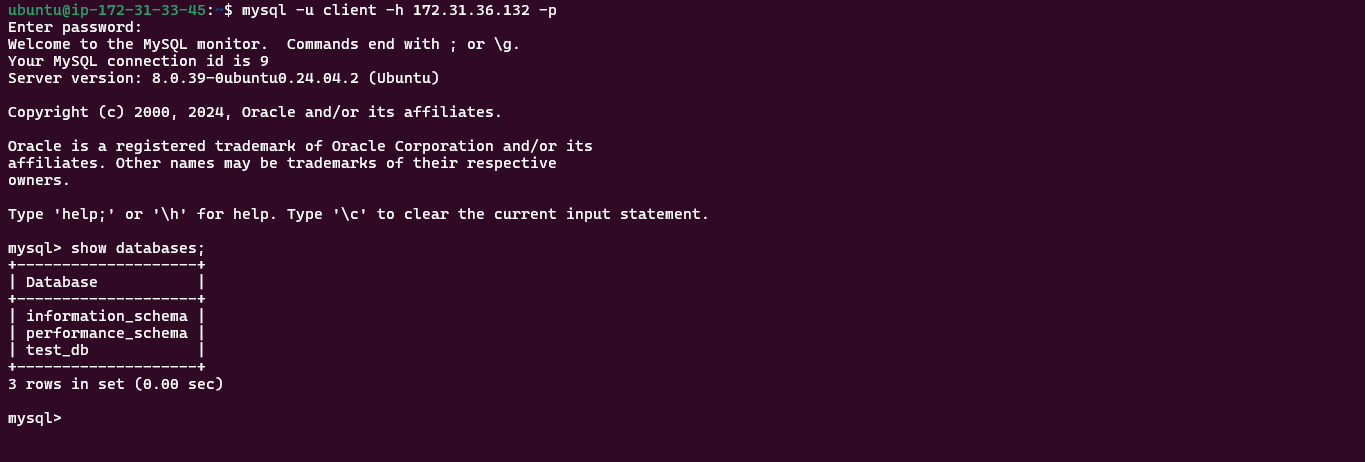 ubuntu@ip-172-31-33-45:~$ mysql -u client -h 172.31.36.132 -p
Enter password:
Welcome to the MySQL monitor.  Commands end with ; or \g.
Your MySQL connection id is 9
Server version: 8.0.39-0ubuntu0.24.04.2 (Ubuntu)

Copyright (c) 2000, 2024, Oracle and/or its affiliates.

Oracle is a registered trademark of Oracle Corporation and/or its
affiliates. Other names may be trademarks of their respective
owners.

Type 'help;' or '\h' for help. Type '\c' to clear the current input statement.

mysql> show databases;
+--------------------+
| Database           |
+--------------------+
| information_schema |
| performance_schema |
| test_db            |
+--------------------+
3 rows in set (0.00 sec)

mysql>